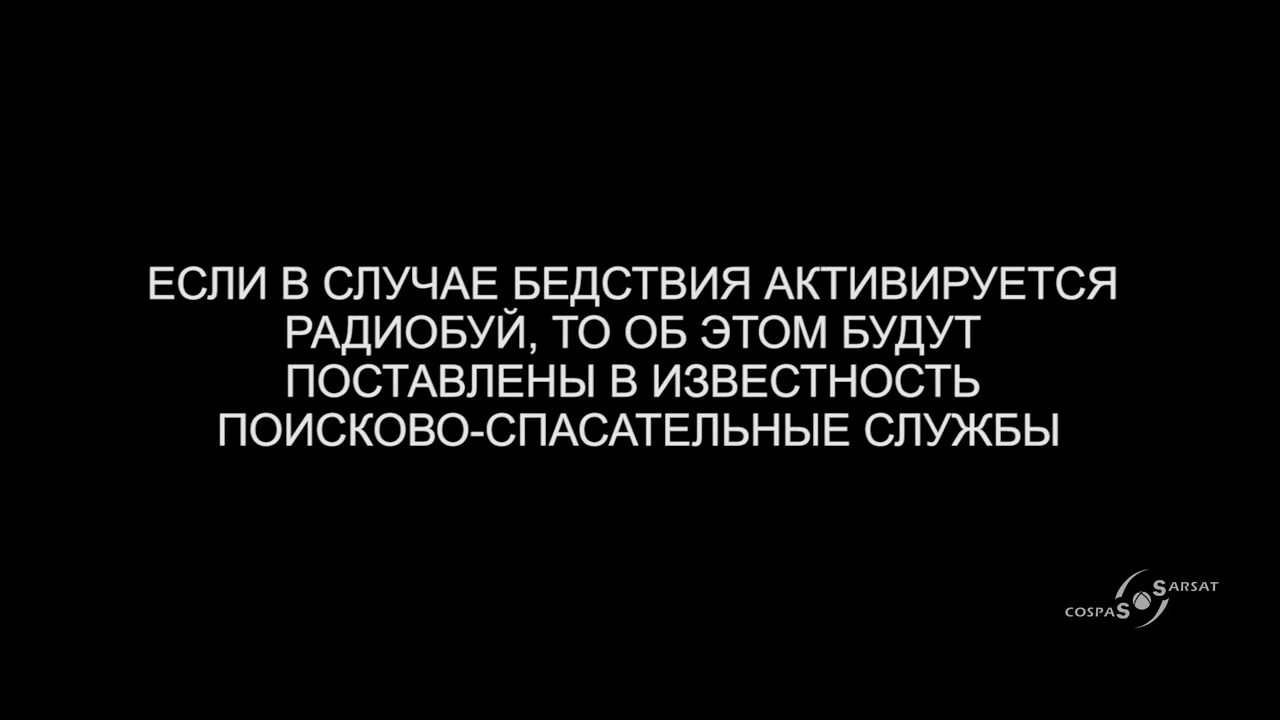 ЕСЛИ В СЛУЧАЕ БЕДСТВИЯ АКТИВИРУЕТСЯ
РАДИОБУЙ, ТО ОБ ЭТОМ БУДУТ
ПОСТАВЛЕНЫ В ИЗВЕСТНОСТЬ
ПОИСКОВО-СПАСАТЕЛЬНЫЕ СЛУЖБЫ
COSPAS
SARSAT